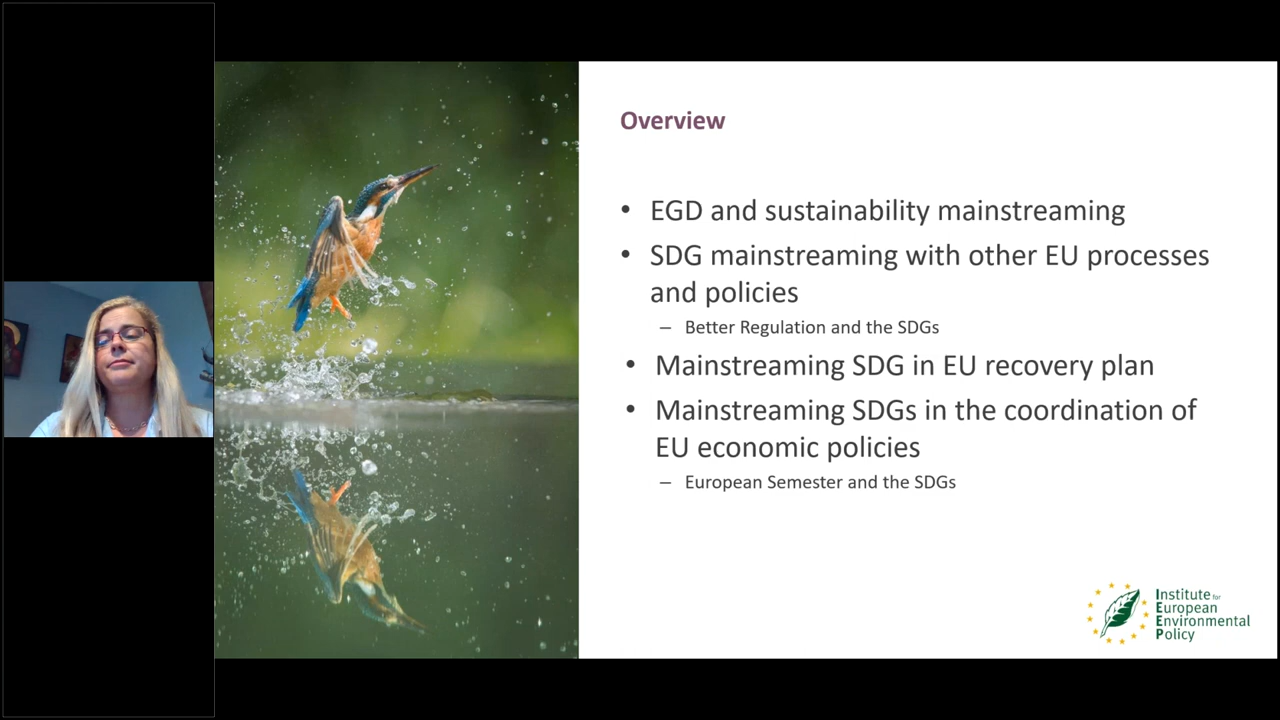 Overview
• EGD and sustainability mainstreaming
• SDG mainstreaming with other EU processes
and policies
– Better Regulation and the SDGs
• Mainstreaming SDG in EU recovery plan
• Mainstreaming SDGs in the coordination of
EU economic policies
– European Semester and the SDGs
Institute for
European
Environmental
Policy